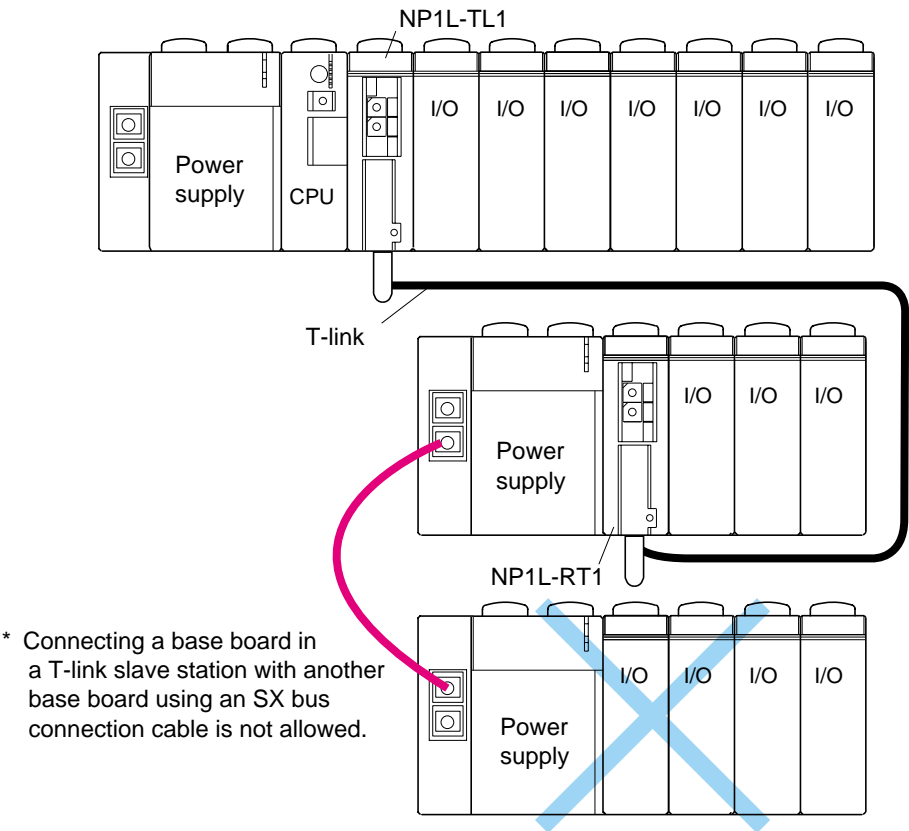 NP1L-TL1
I/O I/O I/O I/O I/O I/O I/O
Power
supply
CPU
T-link
I/O I/O I/O
Power
supply
NP1L-RT1
* Connecting a base board in
a T-link slave station with another
base board using an SX bus
connection cable is not allowed.
I/O I/O I/O I/O
Power
supply